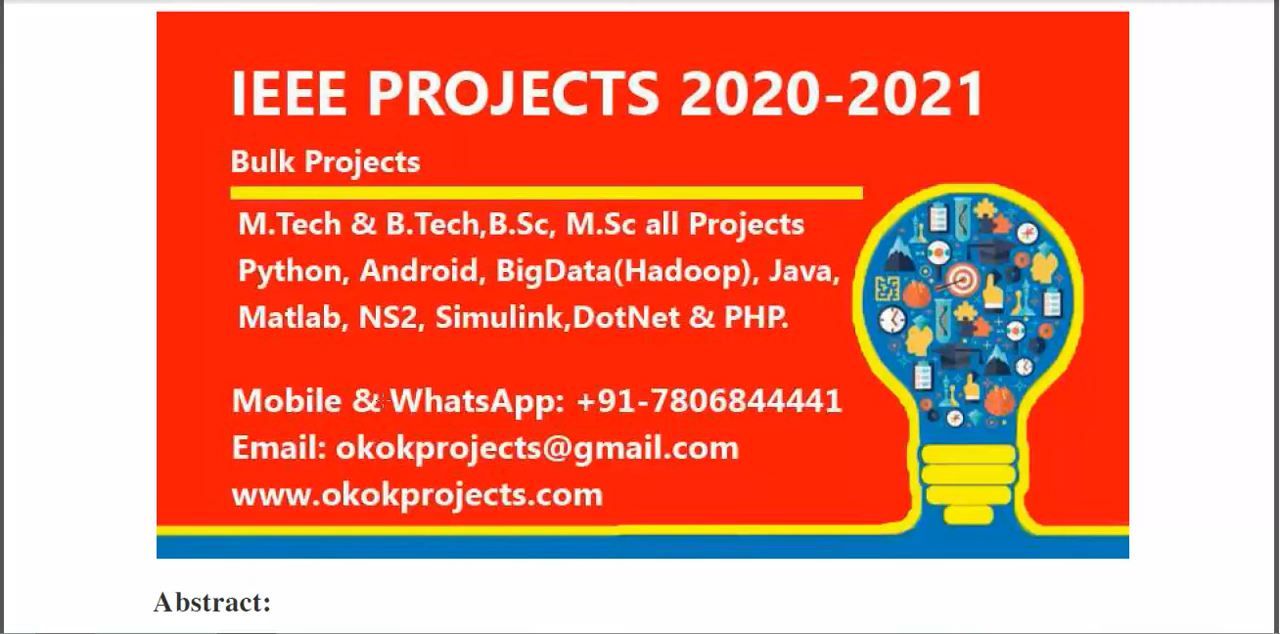 IEEE PROJECTS 2020-2021
Bulk Projects
M.Tech & B.Tech,B.Sc, M.Sc all Projects
Python, Android, BigData(Hadoop), Java,
Matlab, NS2, Simulink,DotNet & PHP.
Mobile & WhatsApp: +91-7806844441
Email: okokprojects@gmail.com
www.okokprojects.com
Abstract: